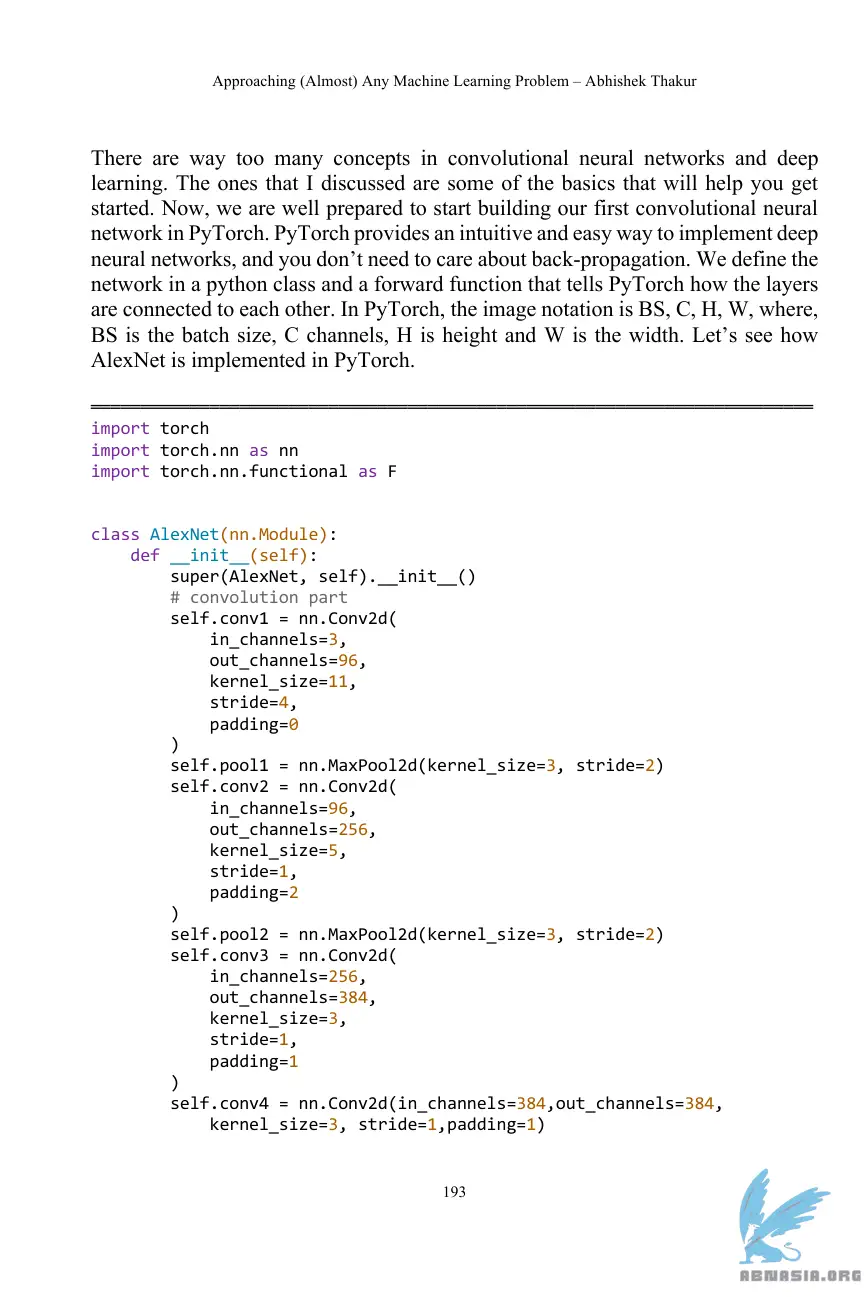 Approaching (Almost) Any Machine Learning Problem – Abhishek Thakur
There are way too many concepts in convolutional neural networks and deep
learning. The ones that I discussed are some of the basics that will help you get
started. Now, we are well prepared to start building our first convolutional neural
network in PyTorch. PyTorch provides an intuitive and easy way to implement deep
neural networks, and you don’t need to care about back-propagation. We define the
network in a python class and a forward function that tells PyTorch how the layers
are connected to each other. In PyTorch, the image notation is BS, C, H, W, where,
BS is the batch size, C channels, H is height and W is the width. Let’s see how
AlexNet is implemented in PyTorch.
import torch
import torch.nn as nn
import torch.nn.functional as F
class AlexNet(nn.Module):
    def __init__(self):
        super(AlexNet, self).__init__()
        # convolution part
        self.conv1 = nn.Conv2d(
            in_channels=3,
            out_channels=96,
            kernel_size=11,
            stride=4,
            padding=0
        )
        self.pool1 = nn.MaxPool2d(kernel_size=3, stride=2)
        self.conv2 = nn.Conv2d(
            in_channels=96,
            out_channels=256,
            kernel_size=5,
            stride=1,
            padding=2
        )
        self.pool2 = nn.MaxPool2d(kernel_size=3, stride=2)
        self.conv3 = nn.Conv2d(
            in_channels=256,
            out_channels=384,
            kernel_size=3,
            stride=1,
            padding=1
        )
        self.conv4 = nn.Conv2d(in_channels=384,out_channels=384,
            kernel_size=3, stride=1,padding=1)
193
ABNASIA.ORG